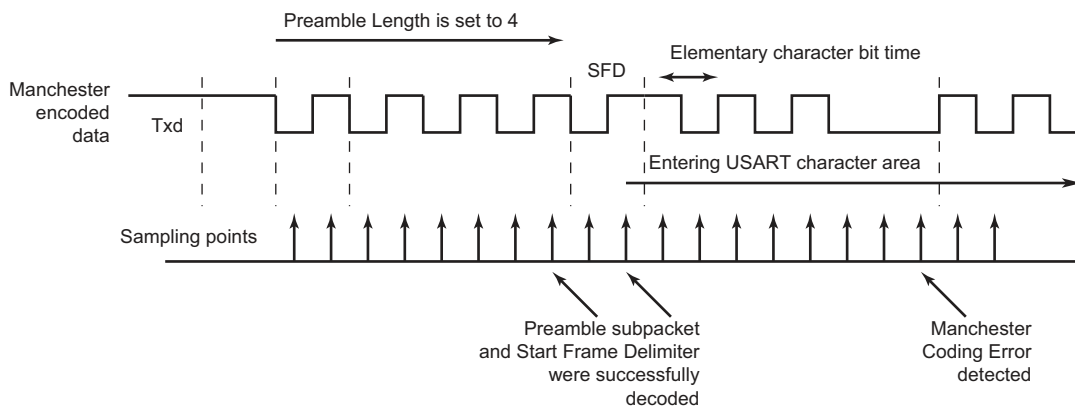 Preamble Length is set to 4
Elementary character bit time
SFD
Manchester
encoded
data
Txd
Entering USART character area
Sampling points
Preamble subpacket
and Start Frame Delimiter
were successfully
decoded
Manchester
Coding Error
detected